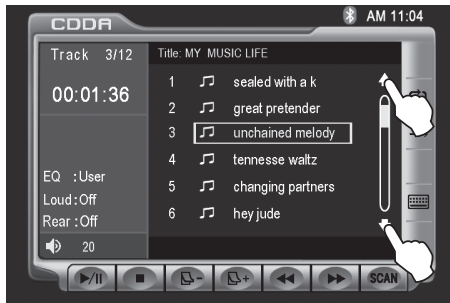 CDDA
AM 11:04
Track 3/12
Title: MY MUSIC LIFE
00:01:36
1 sealed with a k
2 great pretender
3 unchained melody
4 tennesse waltz
5 changing partners
6 hey jude
EQ :User
Loud:Off
Rear:Off
20
SCAN